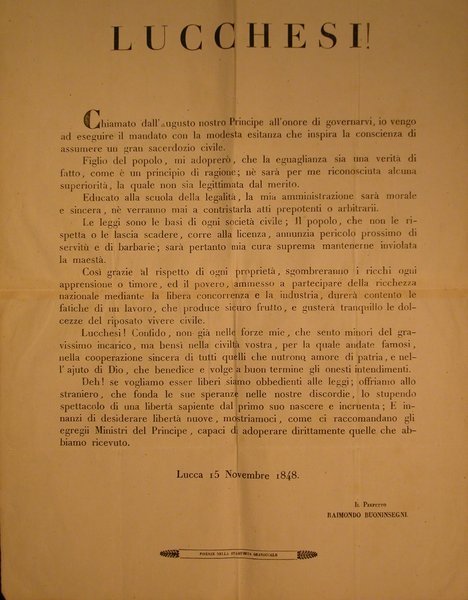 LUCCHESI!
Chiamato dall'augusto nostro Principe all'onore di governarvi, io vengo
ad eseguire il mandato con la modesta esitanza che inspira la conscienza di
assumere un gran sacerdozio civile.
Figlio del popolo, mi adoprerò, che la eguaglianza sia una verità di
fatto, come è un principio di ragione; nè sarà per me riconosciuta alcuna
superiorità, la quale non sia legittimata dal merito.
Educato alla scuola della legalità, la mia amministrazione sarà morale
e sincera, nè verranno mai a contristarla atti prepotenti o arbitrarii.
Le leggi sono le basi di ogni società civile; Il popolo, che non le ri-
spetta o le lascia scadere, corre alla licenza, annunzia pericolo prossimo di
servitù e di barbarie; sarà pertanto mia cura suprema mantenerne inviolata
la maestà.
Così grazie al rispetto di ogni proprietà, sgombreranno i ricchi ogni
apprensione o timore, ed il povero, ammesso a partecipare della ricchezza
nazionale mediante la libera concorrenza e la industria, durerà contento le
fatiche di un lavoro, che produce sicuro frutto, e gusterà tranquillo le dol-
cezze del riposato vivere civile.
Lucchesi! Confido, non già nelle forze mie, che sento minori del gra-
vissimo incarico, ma bensì nella civiltà vostra, per la quale andate famosi,
nella cooperazione sincera di tutti quelli che nutrono amore di patria, e nel-
l'ajuto di Dio, che benedice e volge a buon termine gli onesti intendimenti.
Deh! se vogliamo esser liberi siamo obbedienti alle leggi; offriamo allo
straniero, che fonda le sue speranze nelle nostre discordie, lo stupendo
spettacolo di una libertà sapiente dal primo suo nascere e incruenta; E in-
nanzi di desiderare libertà nuove, mostriamoci, come ci raccomandano gli
egregii Ministri del Principe, capaci di adoperare dirittamente quelle che ab-
biamo ricevuto.
Lucca 15 Novembre 1848.
IL PREFETTO
RAIMONDO BUONINSEGNI.
FIRENZE NELLA STAMPERIA GRANDUCALE